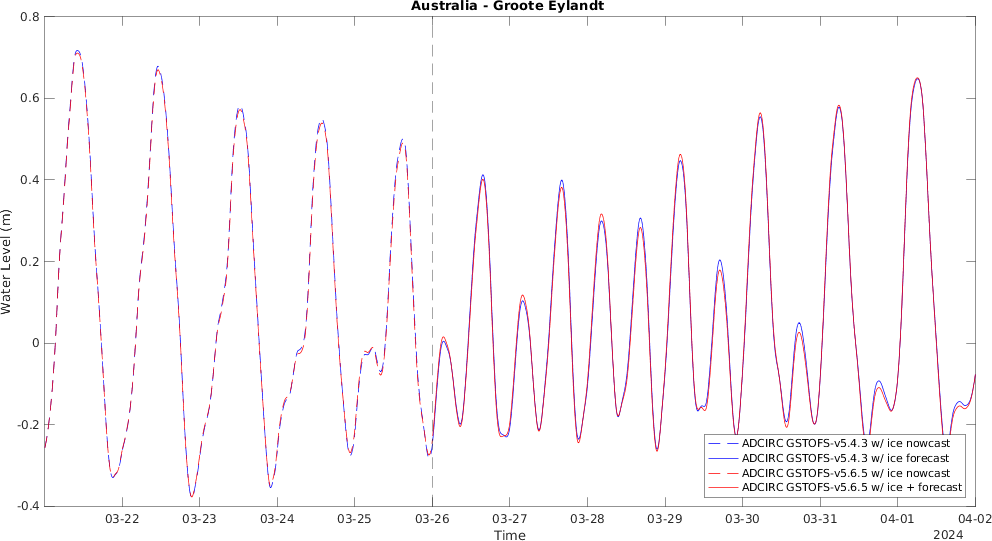 Australia - Groote Eylandt
0.8
0.6
0.4
0.2
0
-0.2
-0.4
Water Level (m)
ADCIRC GSTOFS-v5.4.3 w/ ice nowcast
ADCIRC GSTOFS-v5.4.3 w/ ice forecast
ADCIRC GSTOFS-v5.6.5 w/ ice nowcast
ADCIRC GSTOFS-v5.6.5 w/ ice + forecast
03-22 03-23 03-24 03-25 03-26 03-27 03-28 03-29 03-30 03-31 04-01 04-02
Time
2024